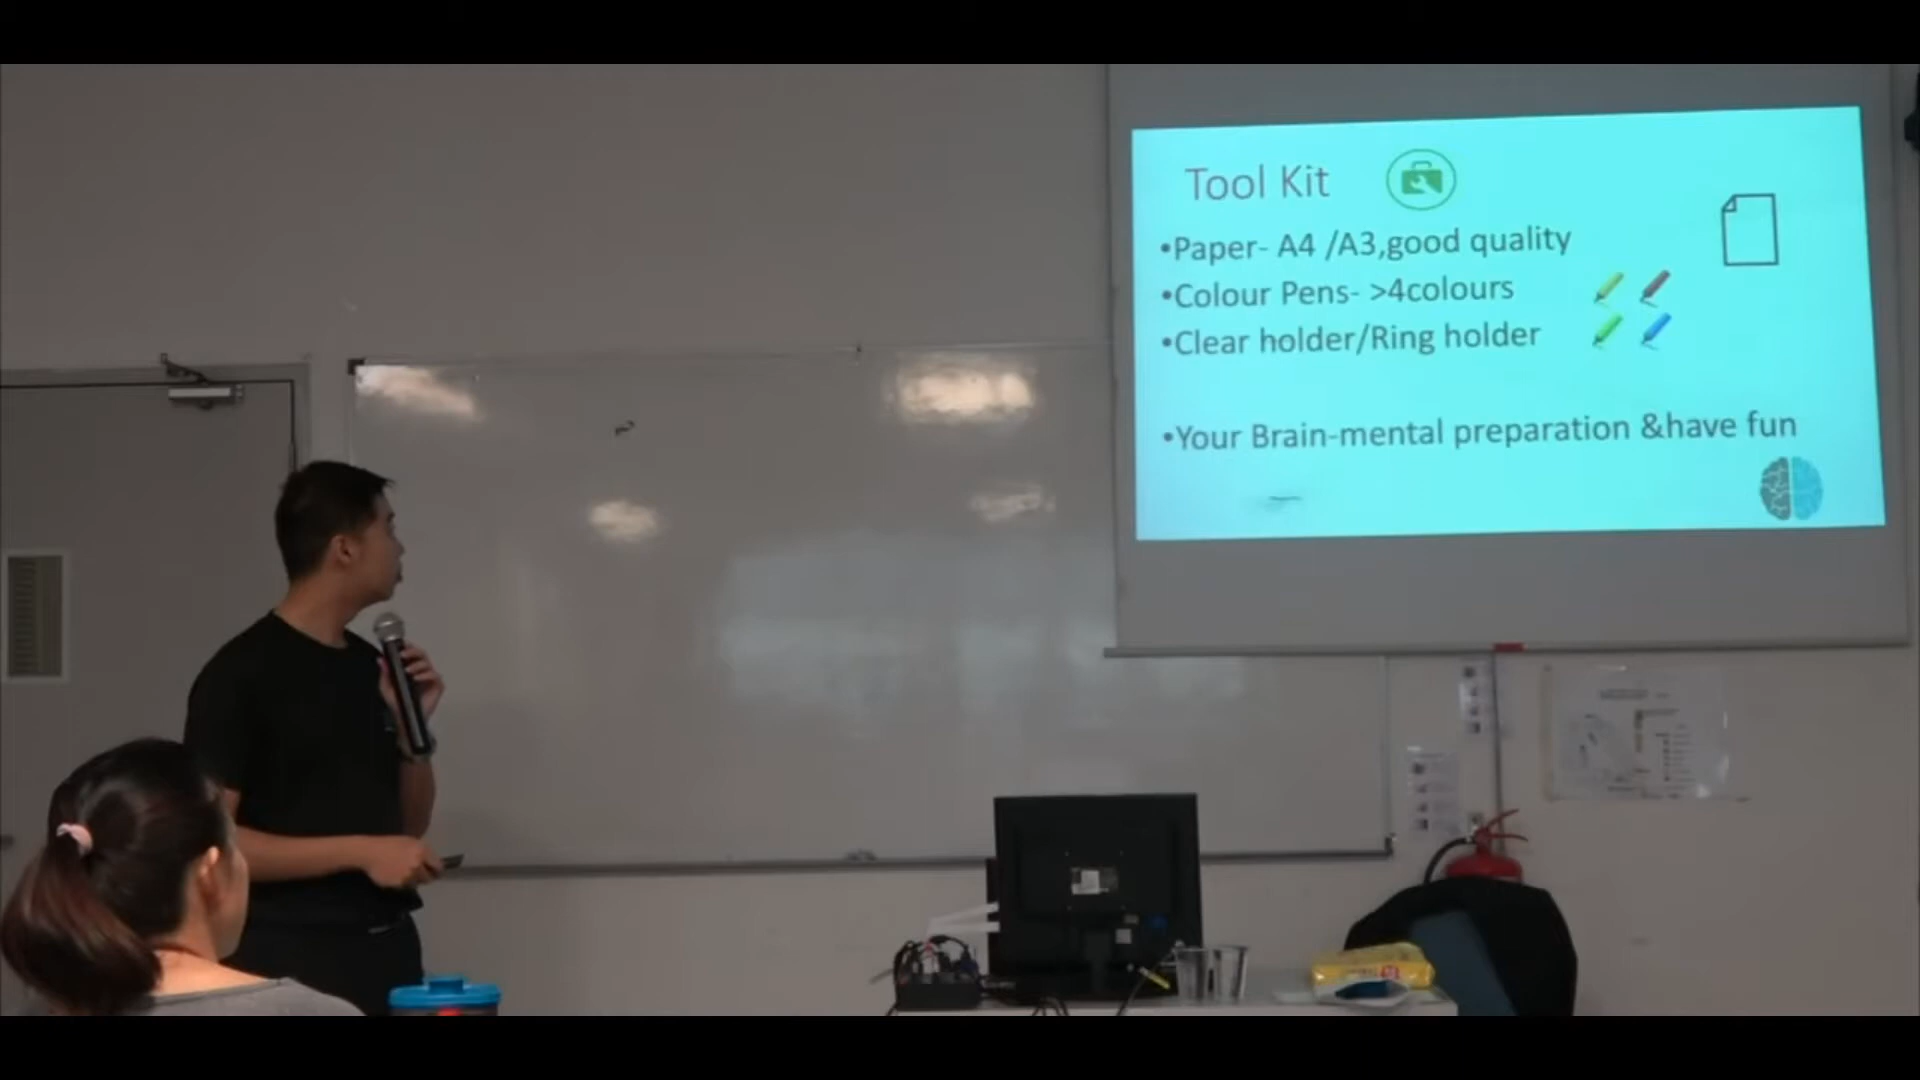 Tool Kit
•Paper- A4 /A3,good quality
•Colour Pens- >4colours
•Clear holder/Ring holder
•Your Brain-mental preparation &have fun